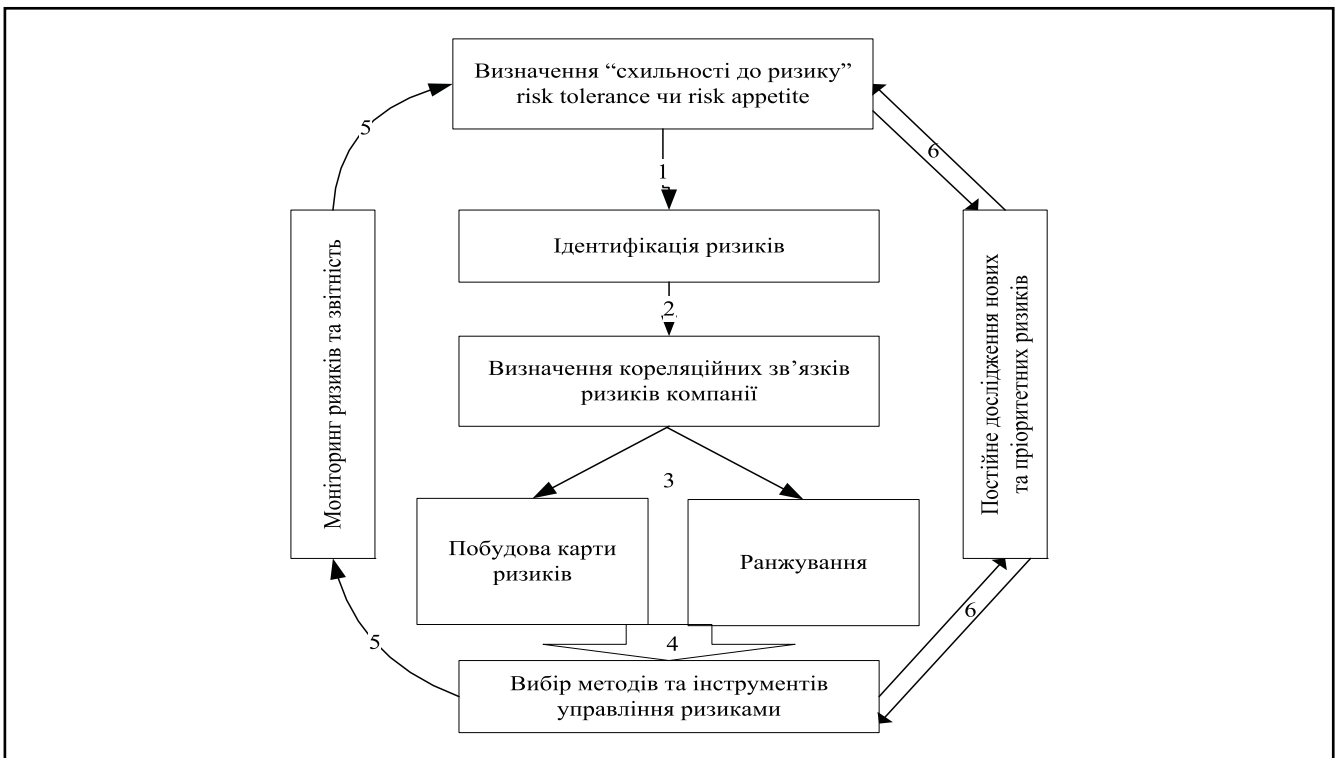 Визначення “схильності до ризику”
risk tolerance чи risk appetite
5
6
1
Ідентифікація ризиків
Моніторинг ризиків та звітність
Постійне дослідження нових
та пріоритетних ризиків
2
Визначення кореляційних зв’язків
ризиків компанії
3
Побудова карти
ризиків
Ранжування
4
5
6
Вибір методів та інструментів
управління ризиками